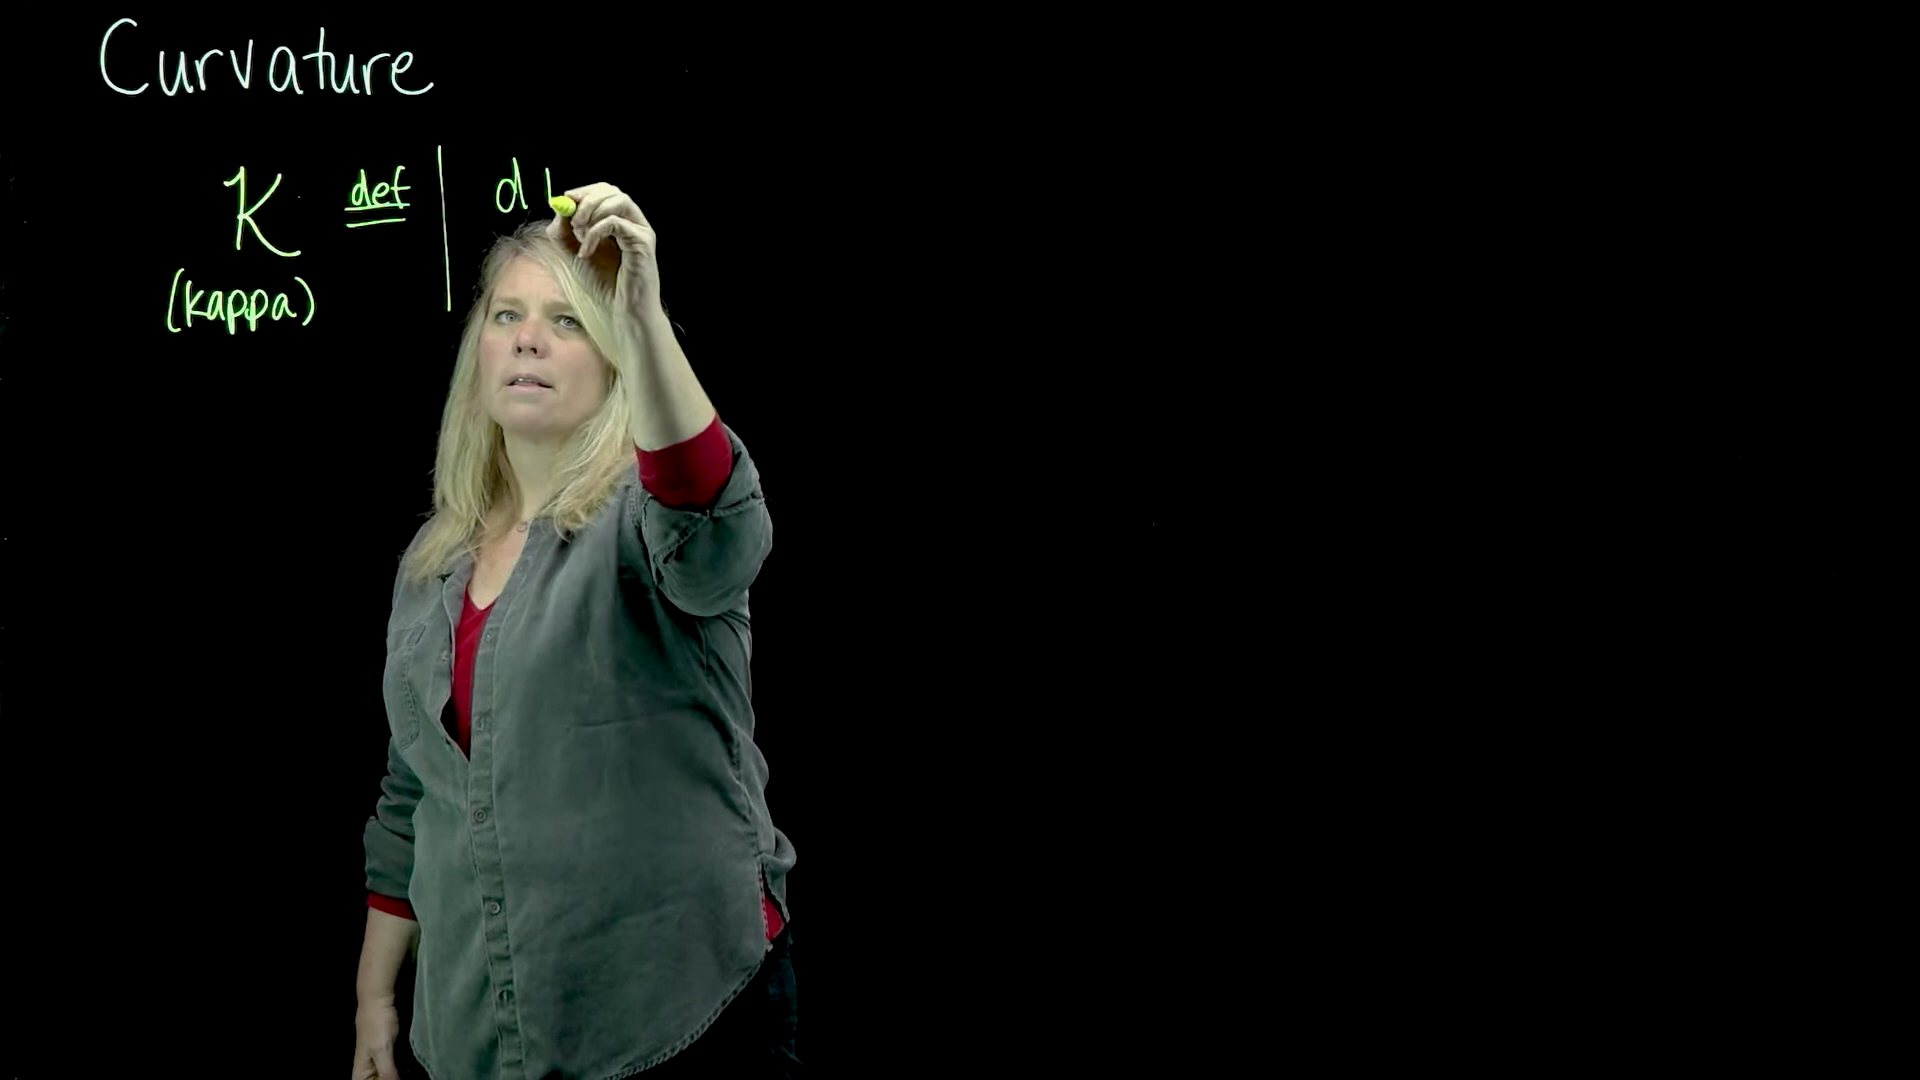 Curvature
K def | d
(kappa)